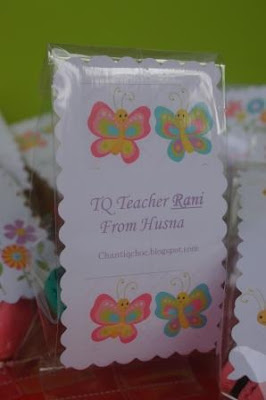 TQ Teacher Rani
From Husna
Chantiqchic.blogspot.com